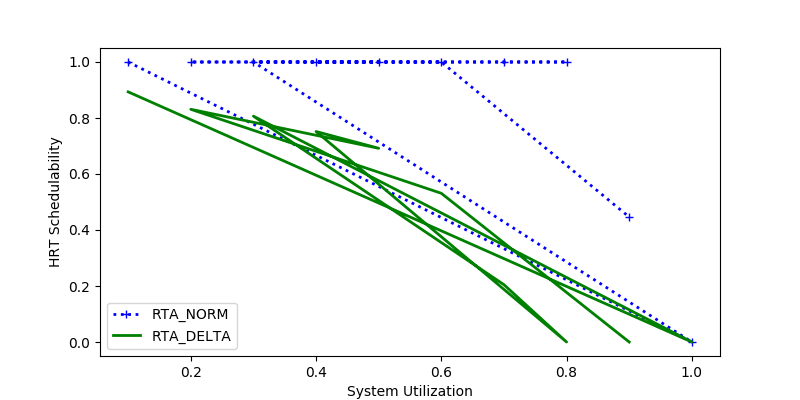 1.0
0.8
0.6
0.4
0.2
0.0
HRT Schedulability
RTA_NORM
RTA_DELTA
0.2 0.4 0.6 0.8 1.0
System Utilization